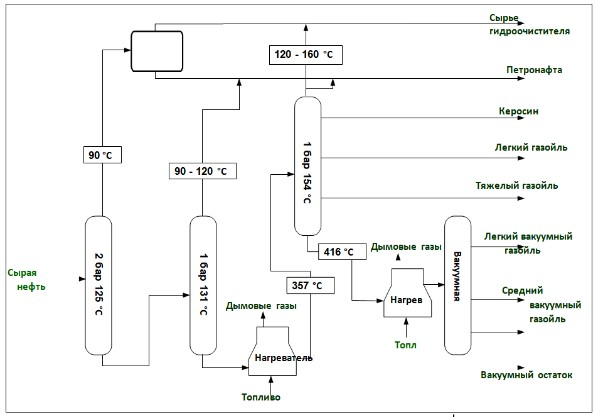 Сырье
гидроочистителя
120 - 160 °C
Петронафта
Керосин
90 °C
90 - 120 °C
1 бар 154 °C
Легкий газойль
Тяжелый газойль
2 бар 125 °C
1 бар 131 °C
416 °C
Дымовые газы
Вакуумная
Легкий вакуумный
газойль
Сырая
нефть
357 °C
Нагрев
Средний
вакуумный
газойль
Дымовые газы
Топл
Нагреватель
Вакуумный остаток
Топливо